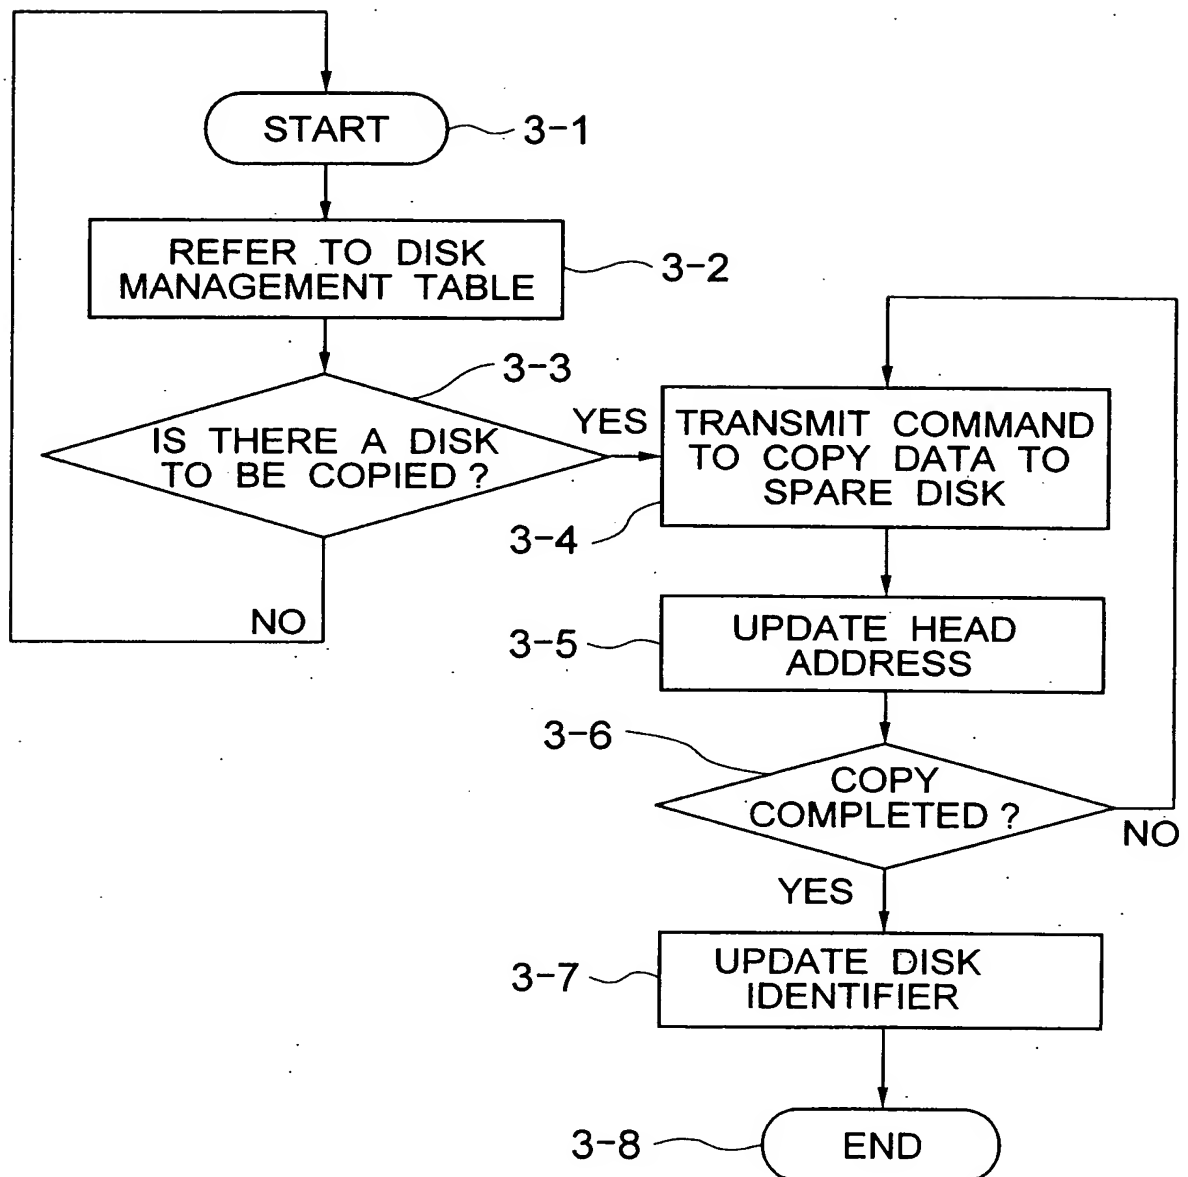 START
3-1
REFER TO DISK
MANAGEMENT TABLE
3-2
3-3
IS THERE A DISK
TO BE COPIED ?
YES
NO
TRANSMIT COMMAND
TO COPY DATA TO
SPARE DISK
3-4
UPDATE HEAD
ADDRESS
3-5
3-6
COPY
COMPLETED ?
NO
YES
UPDATE DISK
IDENTIFIER
3-7
END
3-8